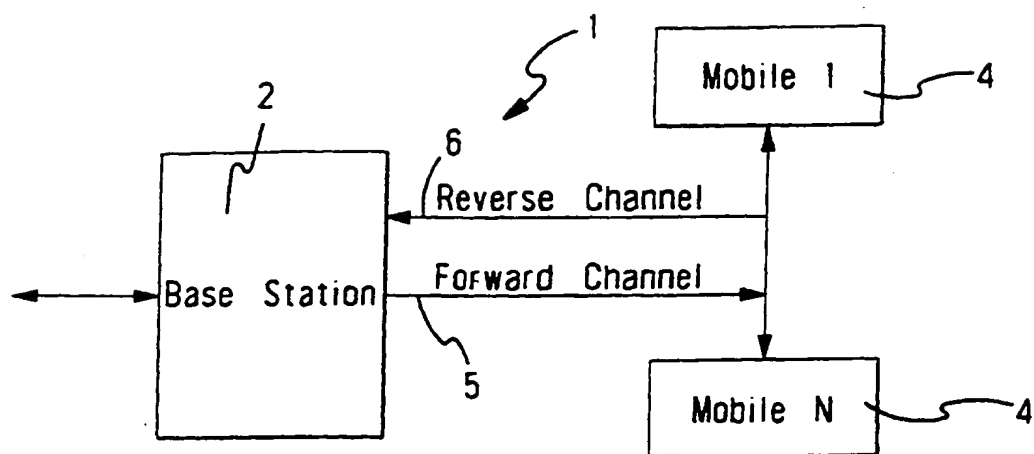 1
Mobile 1
4
2
6
Reverse Channel
Forward Channel
Base Station
5
Mobile N
4